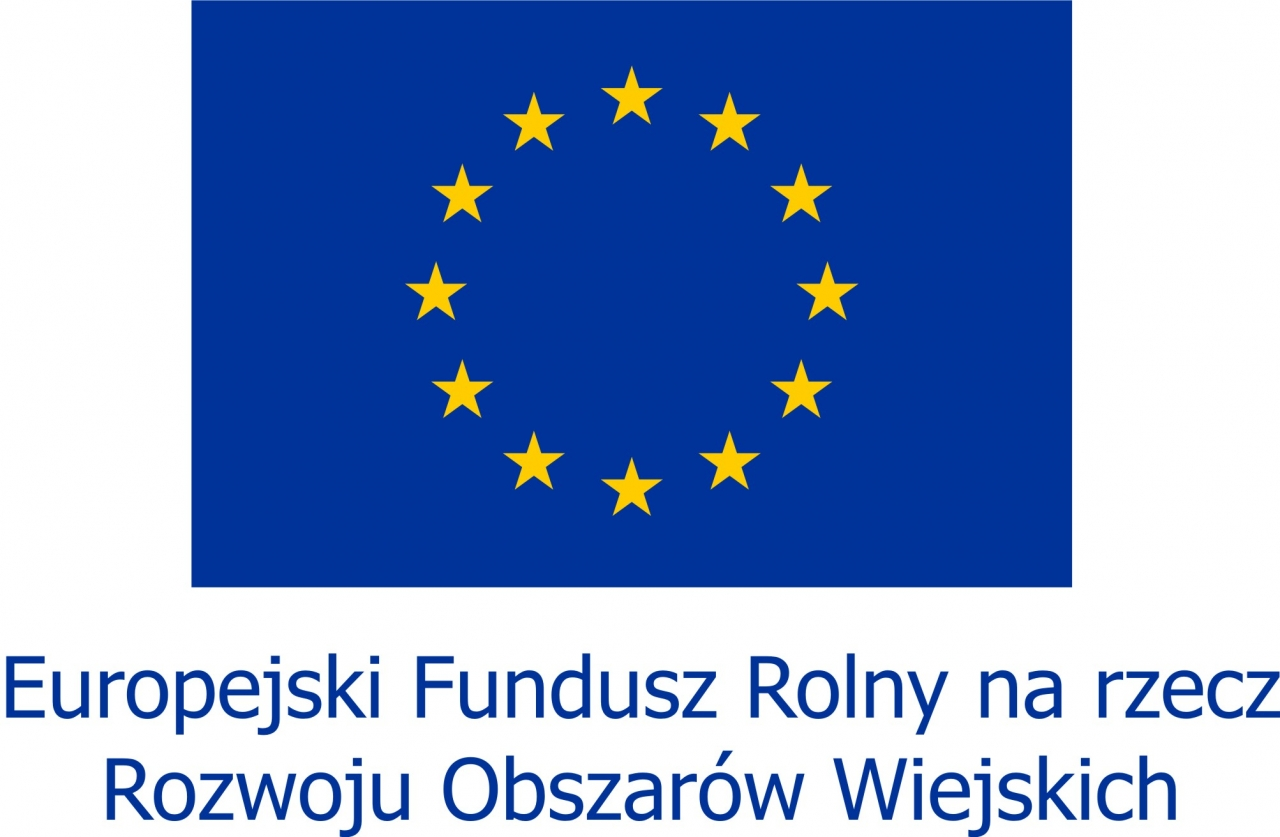 Europejski Fundusz Rolny na rzecz
Rozwoju Obszarów Wiejskich